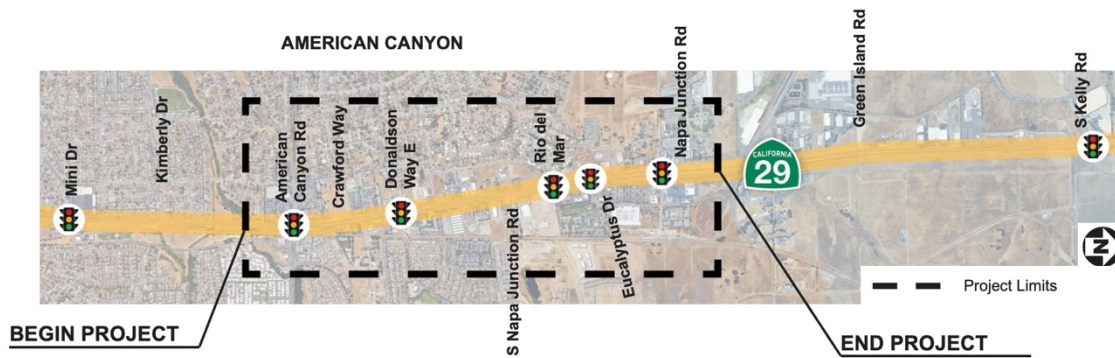 AMERICAN CANYON
Mini Dr
Kimberly Dr
American
Canyon Rd
Crawford Way
Donaldson
Way E
S Napa Junction Rd
Rio del
Mar
Eucalyptus Dr
Napa Junction Rd
CALIFORNIA
29
Green Island Rd
S Kelly Rd
N
Project Limits
BEGIN PROJECT
END PROJECT